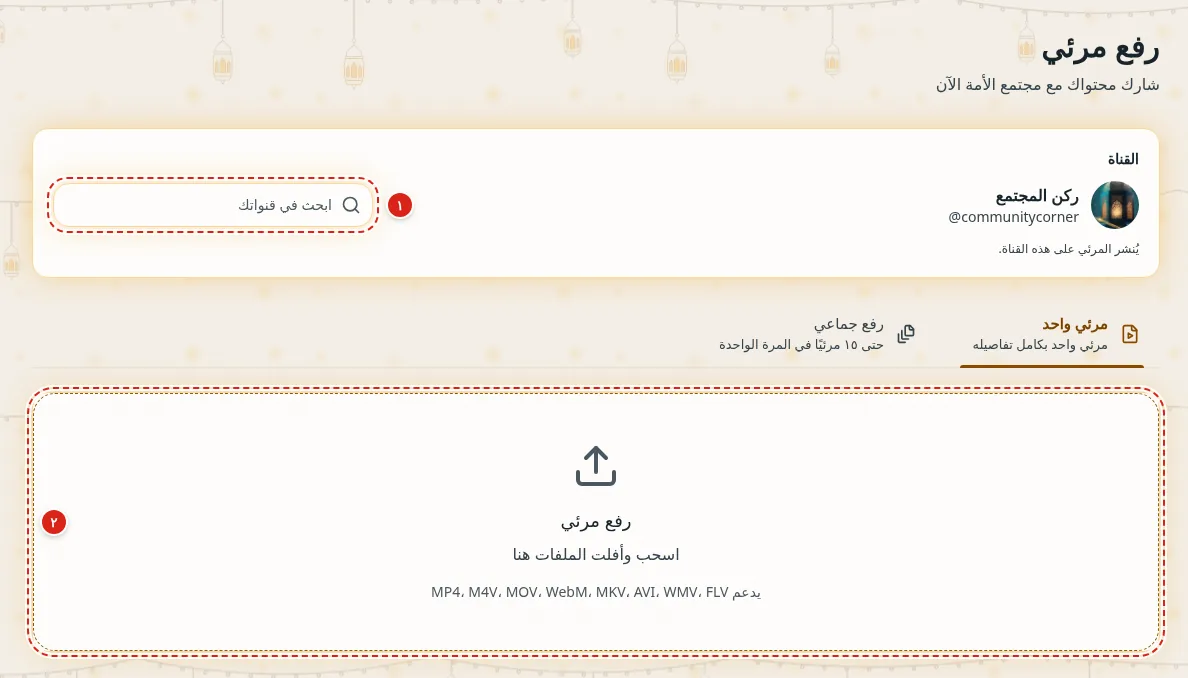 رفع مرئي
شارك محتواك مع مجتمع الأمة الآن
القناة
ركن المجتمع
@communitycorner
يُنشر المرئي على هذه القناة.
١
ابحث في قنواتك
مرئي واحد
مرئي واحد بكامل تفاصيله
رفع جماعي
حتى ١٥ مرئيًا في المرة الواحدة
رفع مرئي
اسحب وأفلت الملفات هنا
يدعم MP4، M4V، MOV، WebM، MKV، AVI، WMV، FLV
٢